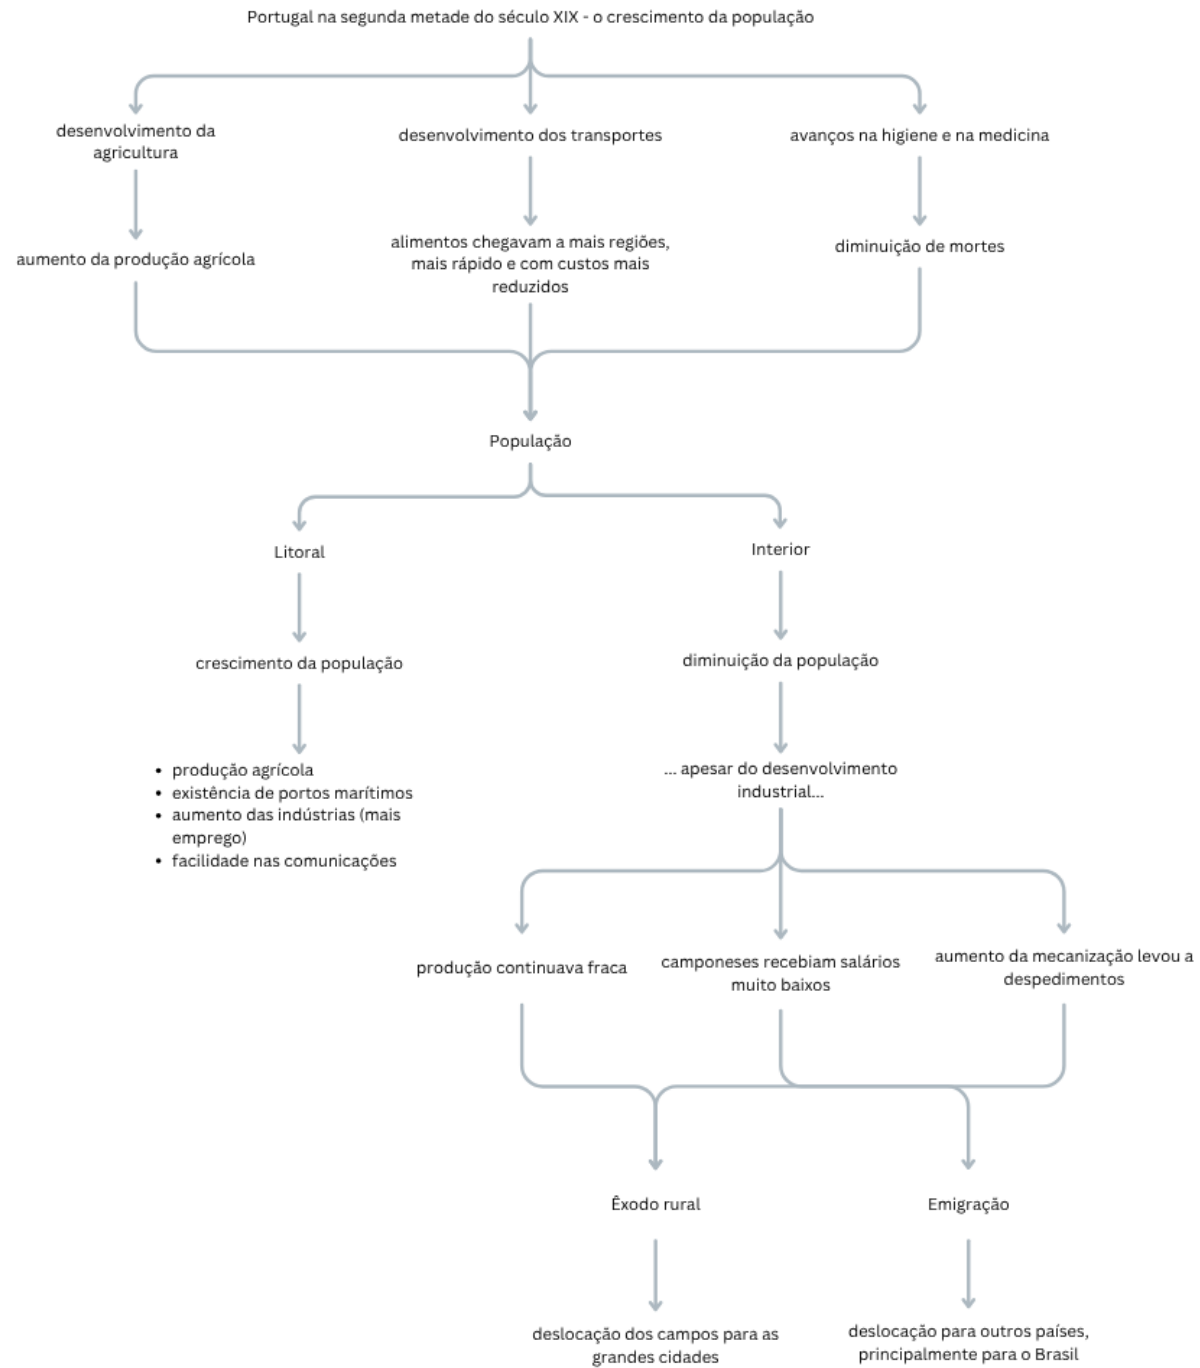 Portugal na segunda metade do século XIX - o crescimento da população
desenvolvimento da
agricultura
desenvolvimento dos transportes
avanços na higiene e na medicina
aumento da produção agrícola
alimentos chegavam a mais regiões,
mais rápido e com custos mais
reduzidos
diminuição de mortes
População
Litoral
Interior
crescimento da população
diminuição da população
• produção agrícola
• existência de portos marítimos
• aumento das indústrias (mais
emprego)
• facilidade nas comunicações
... apesar do desenvolvimento
industrial...
produção continuava fraca
camponeses recebiam salários
muito baixos
aumento da mecanização levou a
despedimentos
Êxodo rural
Emigração
deslocação dos campos para as
grandes cidades
deslocação para outros países,
principalmente para o Brasil